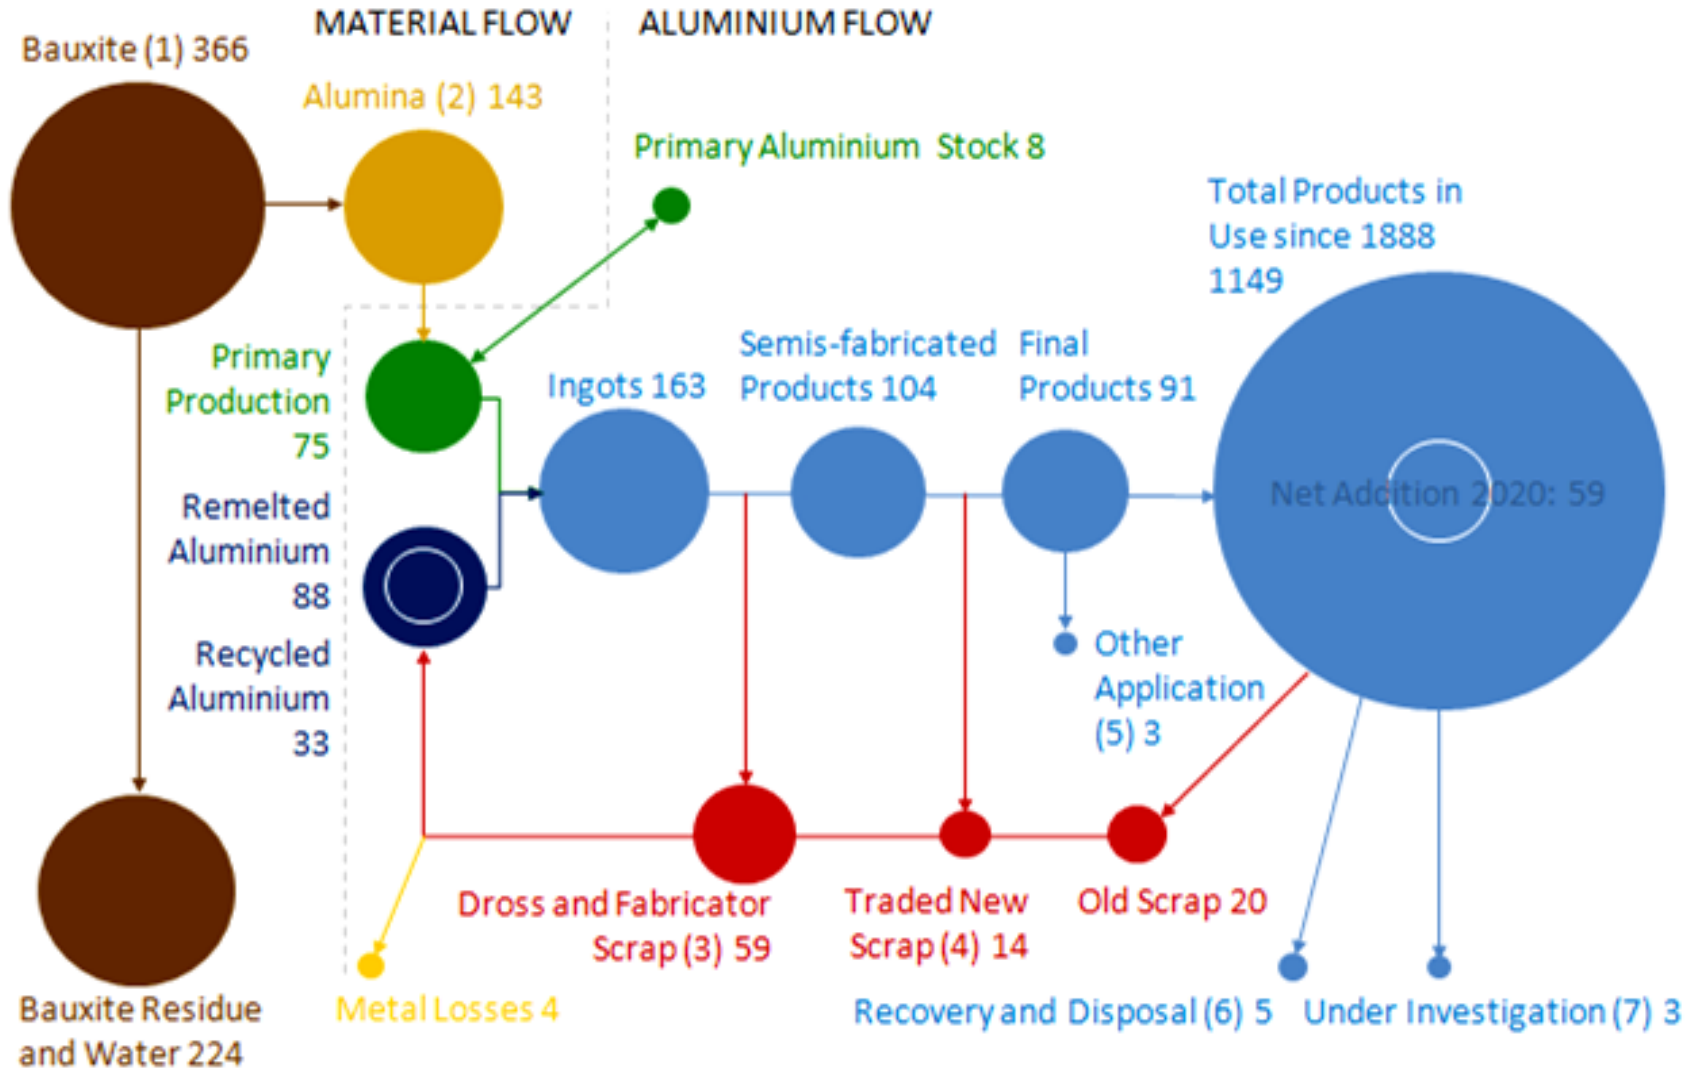 MATERIAL FLOW
ALUMINIUM FLOW
Bauxite (1) 366
Alumina (2) 143
Primary Aluminium Stock 8
Total Products in
Use since 1888
1149
Primary
Production
75
Ingots 163
Semis-fabricated
Products 104
Final
Products 91
Net Addition 2020: 59
Remelted
Aluminium
88
Recycled
Aluminium
33
Other
Application
(5) 3
Dross and Fabricator
Scrap (3) 59
Traded New
Scrap (4) 14
Old Scrap 20
Bauxite Residue
and Water 224
Metal Losses 4
Recovery and Disposal (6) 5
Under Investigation (7) 3